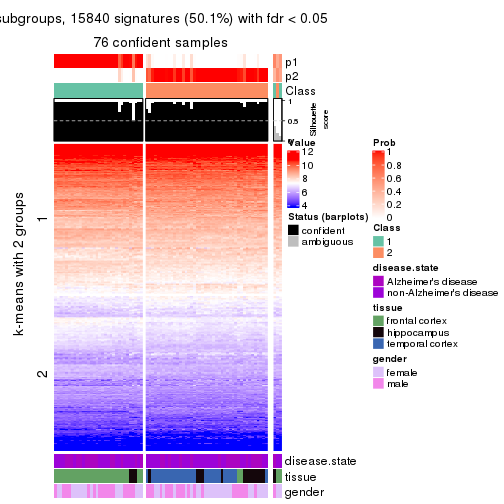 subgroups, 15840 signatures (50.1%) with fdr < 0.05
76 confident samples
p1
p2
Class
1
0.5
Silhouette
score
k-means with 2 groups
1
2
Value
12
10
8
6
4
Status (barplots)
confident
ambiguous
Prob
1
0.8
0.6
0.4
0.2
0
Class
1
2
disease.state
Alzheimer's disease
non-Alzheimer's disease
tissue
frontal cortex
hippocampus
temporal cortex
gender
female
male
disease.state
tissue
gender